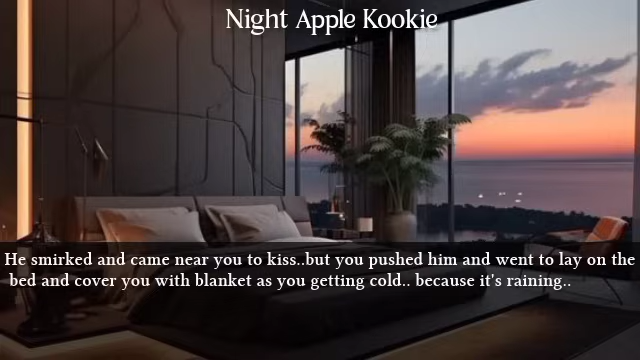 Night Apple Kookie
He smirked and came near you to kiss..but you pushed him and went to lay on the
bed and cover you with blanket as you getting cold.. because it's raining..